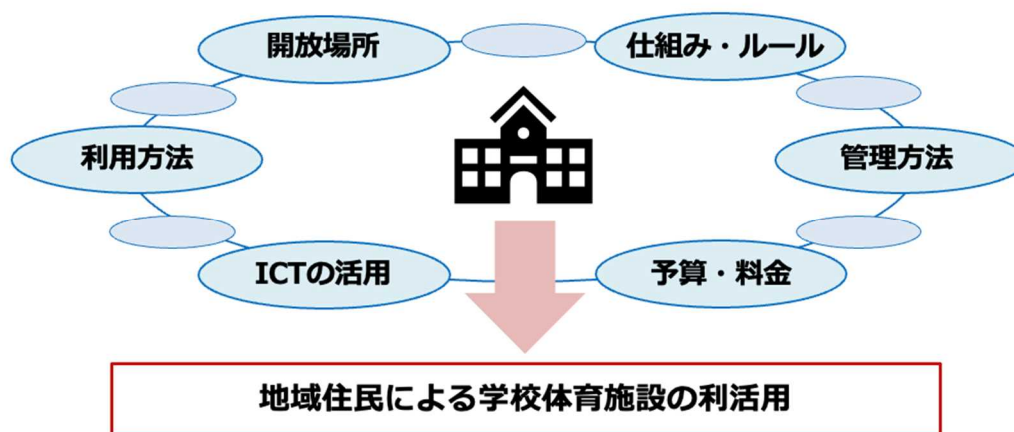 開放場所
仕組み・ルール
利用方法
管理方法
ICTの活用
予算・料金
地域住民による学校体育施設の利活用